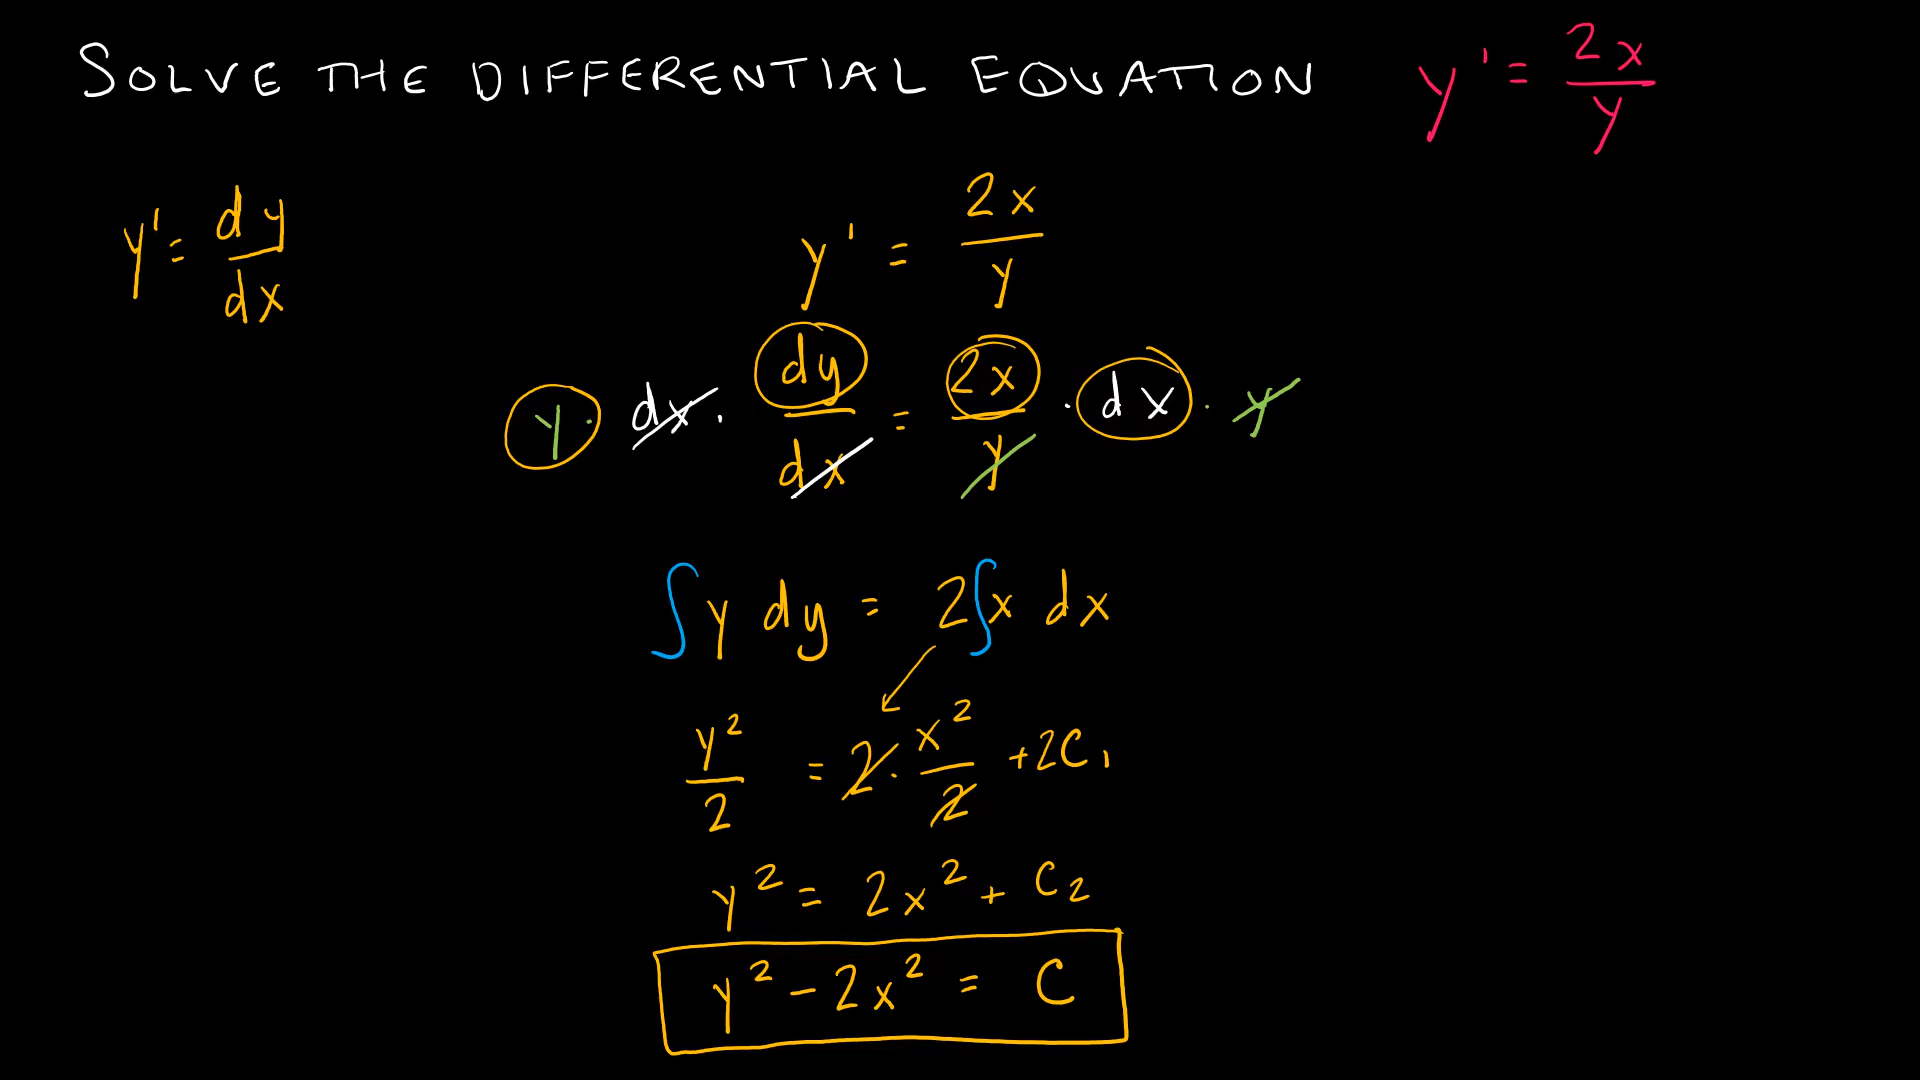 SOLVE THE DIFFERENTIAL EQUATION y' = 2x/y
y' = dy/dx
y' = 2x/y
y · dx · dy/dx = 2x/y · dx · y
∫ y dy = 2∫x dx
y²/2 = 2 · x²/2 + 2C₁
y² = 2x² + C₂
y² - 2x² = C